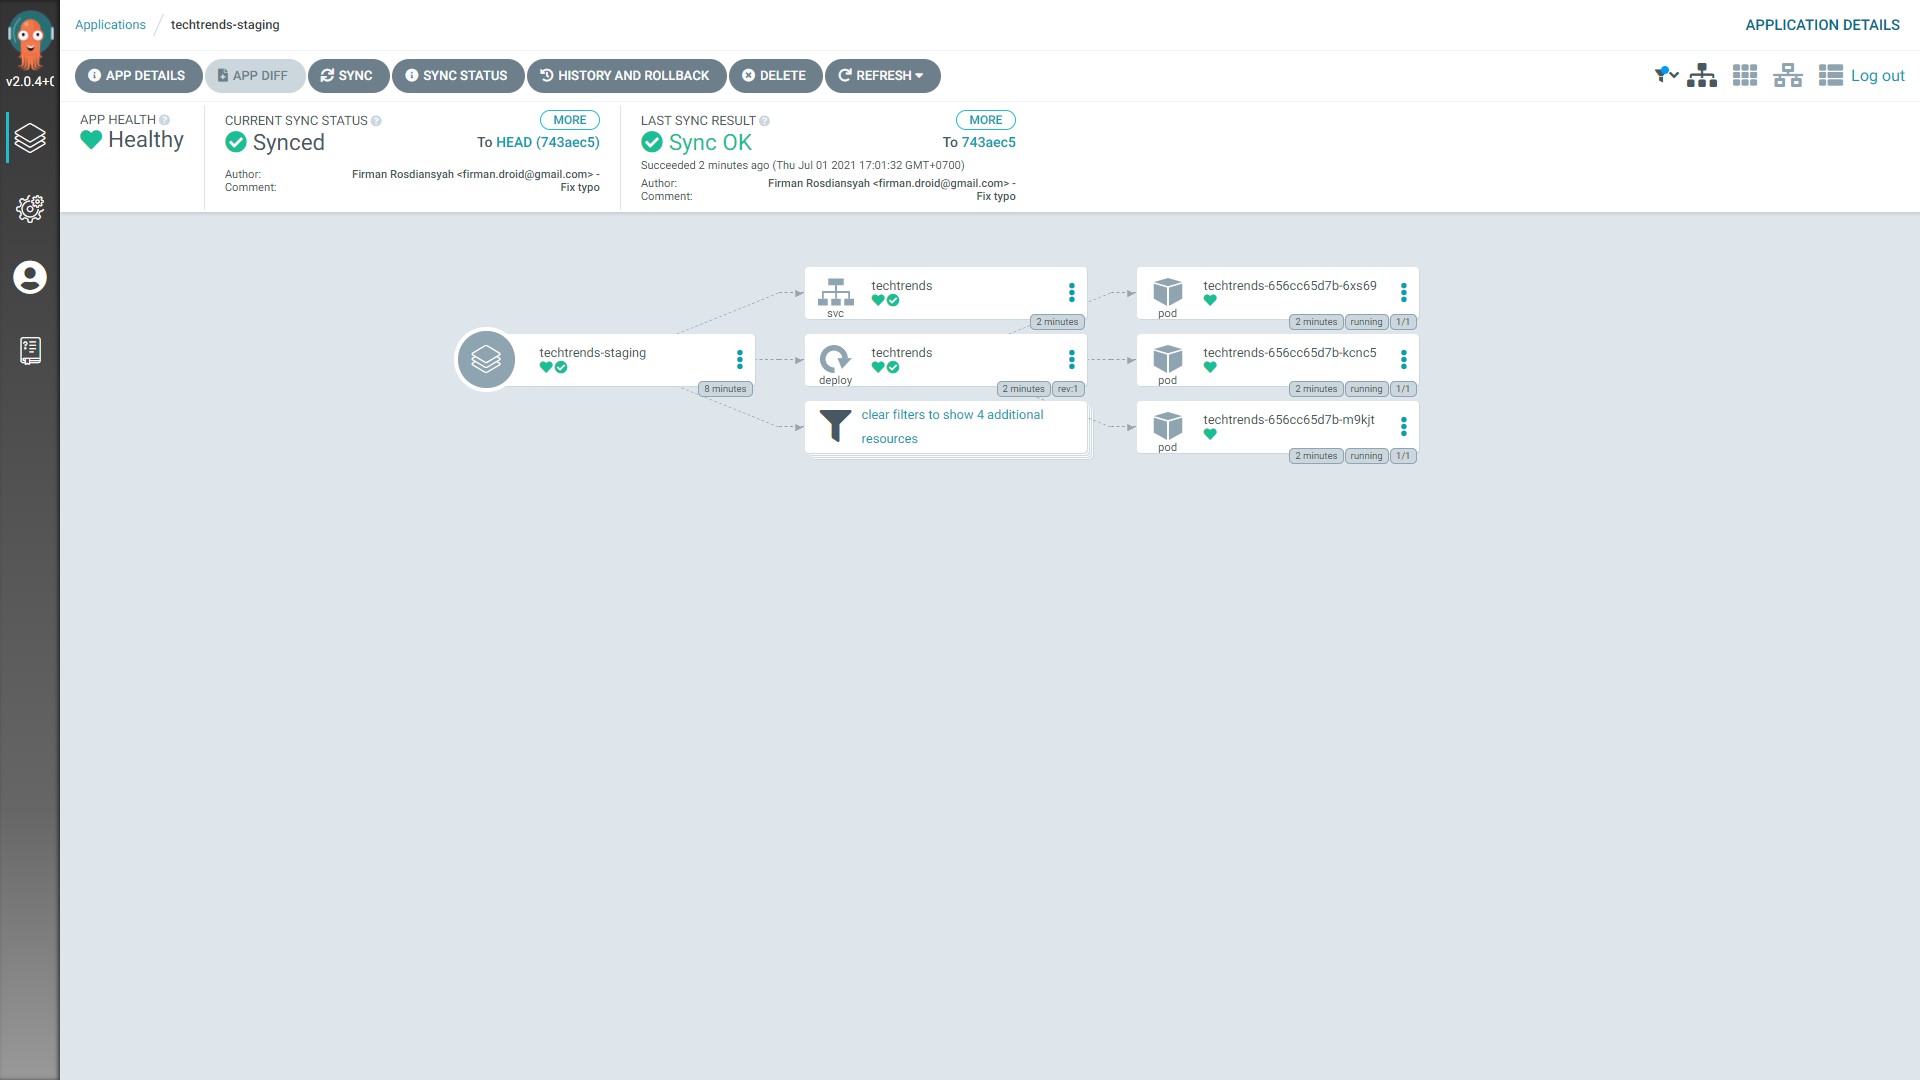 Applications / techtrends-staging
APPLICATION DETAILS
v2.0.4+0
APP DETAILS
APP DIFF
SYNC
SYNC STATUS
HISTORY AND ROLLBACK
DELETE
REFRESH
Log out
APP HEALTH
Healthy
CURRENT SYNC STATUS
MORE
Synced
To HEAD (743aec5)
Author: Firman Rosdiansyah <firman.droid@gmail.com> -
Comment: Fix typo
LAST SYNC RESULT
MORE
Sync OK
To 743aec5
Succeeded 2 minutes ago (Thu Jul 01 2021 17:01:32 GMT+0700)
Author: Firman Rosdiansyah <firman.droid@gmail.com> -
Comment: Fix typo
techtrends-staging
8 minutes
techtrends
svc
2 minutes
techtrends
deploy
2 minutes rev:1
clear filters to show 4 additional
resources
techtrends-656cc65d7b-6xs69
pod
2 minutes running 1/1
techtrends-656cc65d7b-kcnc5
pod
2 minutes running 1/1
techtrends-656cc65d7b-m9kjt
pod
2 minutes running 1/1